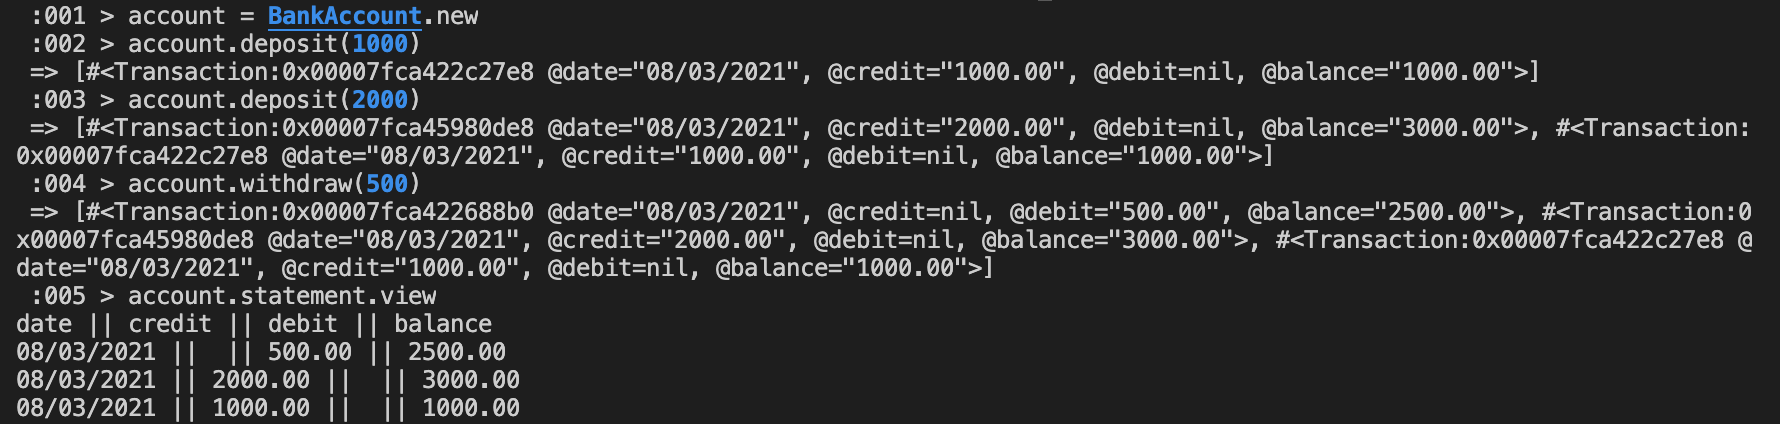 :001 > account = BankAccount.new
:002 > account.deposit(1000)
=> [#<Transaction:0x00007fca422c27e8 @date="08/03/2021", @credit="1000.00", @debit=nil, @balance="1000.00">]
:003 > account.deposit(2000)
=> [#<Transaction:0x00007fca45980de8 @date="08/03/2021", @credit="2000.00", @debit=nil, @balance="3000.00">, #<Transaction:
0x00007fca422c27e8 @date="08/03/2021", @credit="1000.00", @debit=nil, @balance="1000.00">]
:004 > account.withdraw(500)
=> [#<Transaction:0x00007fca422688b0 @date="08/03/2021", @credit=nil, @debit="500.00", @balance="2500.00">, #<Transaction:0
x00007fca45980de8 @date="08/03/2021", @credit="2000.00", @debit=nil, @balance="3000.00">, #<Transaction:0x00007fca422c27e8 @
date="08/03/2021", @credit="1000.00", @debit=nil, @balance="1000.00">]
:005 > account.statement.view
date || credit || debit || balance
08/03/2021 ||  || 500.00 || 2500.00
08/03/2021 || 2000.00 ||  || 3000.00
08/03/2021 || 1000.00 ||  || 1000.00